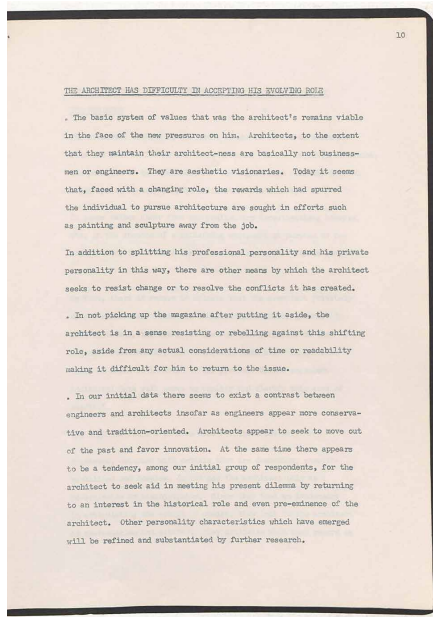 10
THE ARCHITECT HAS DIFFICULTY IN ACCEPTING HIS EVOLVING ROLE
. The basic system of values that was the architect's remains viable
in the face of the new pressures on him. Architects, to the extent
that they maintain their architect-ness are basically not business-
men or engineers. They are aesthetic visionaries. Today it seems
that, faced with a changing role, the rewards which had spurred
the individual to pursue architecture are sought in efforts such
as painting and sculpture away from the job.
In addition to splitting his professional personality and his private
personality in this way, there are other means by which the architect
seeks to resist change or to resolve the conflicts it has created.
. In not picking up the magazine after putting it aside, the
architect is in a sense resisting or rebelling against this shifting
role, aside from any actual considerations of time or readability
making it difficult for him to return to the issue.
. In our initial data there seems to exist a contrast between
engineers and architects insofar as engineers appear more conserva-
tive and tradition-oriented. Architects appear to seek to move out
of the past and favor innovation. At the same time there appears
to be a tendency, among our initial group of respondents, for the
architect to seek aid in meeting his present dilemma by returning
to an interest in the historical role and even pre-eminence of the
architect. Other personality characteristics which have emerged
will be refined and substantiated by further research.